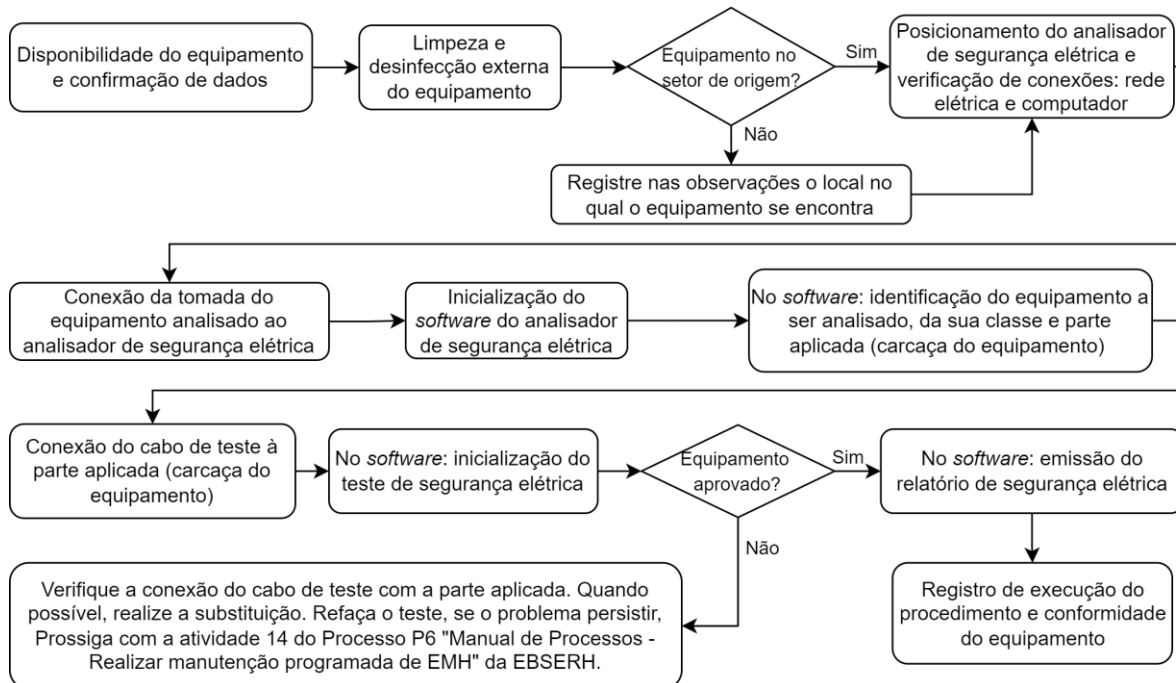 Disponibilidade do equipamento
e confirmação de dados
Limpeza e
desinfecção externa
do equipamento
Equipamento no
setor de origem?
Sim
Posicionamento do analisador
de segurança elétrica e
verificação de conexões: rede
elétrica e computador
Não
Registre nas observações o local no
qual o equipamento se encontra
Conexão da tomada do
equipamento analisado ao
analisador de segurança elétrica
Inicialização do
software do analisador
de segurança elétrica
No software: identificação do equipamento a
ser analisado, da sua classe e parte
aplicada (carcaça do equipamento)
Conexão do cabo de teste à
parte aplicada (carcaça do
equipamento)
No software: inicialização do
teste de segurança elétrica
Equipamento
aprovado?
Sim
No software: emissão do
relatório de segurança elétrica
Não
Verifique a conexão do cabo de teste com a parte aplicada. Quando
possível, realize a substituição. Refaça o teste, se o problema persistir,
Prossiga com a atividade 14 do Processo P6 "Manual de Processos -
Realizar manutenção programada de EMH" da EBSERH.
Registro de execução do
procedimento e conformidade
do equipamento